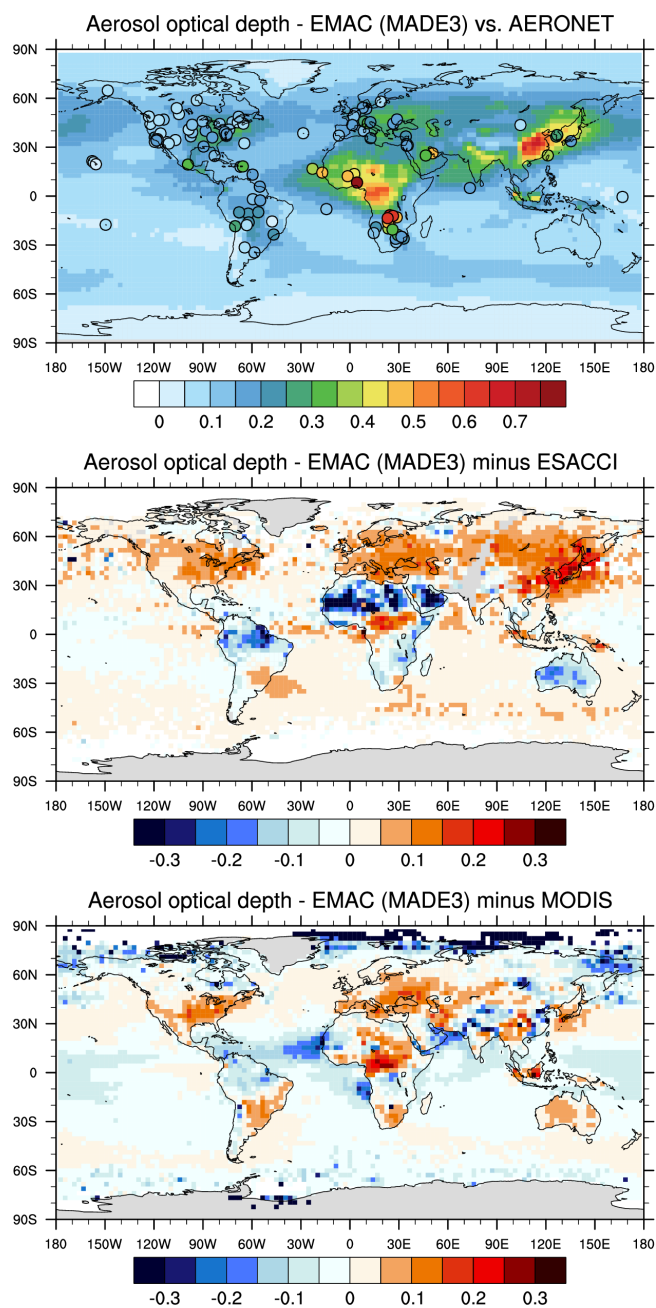 Aerosol optical depth - EMAC (MADE3) vs. AERONET
90N
60N
30N
0
30S
60S
90S
180 150W 120W 90W 60W 30W 0 30E 60E 90E 120E 150E 180
0 0.1 0.2 0.3 0.4 0.5 0.6 0.7
Aerosol optical depth - EMAC (MADE3) minus ESACCI
90N
60N
30N
0
30S
60S
90S
180 150W 120W 90W 60W 30W 0 30E 60E 90E 120E 150E 180
-0.3 -0.2 -0.1 0 0.1 0.2 0.3
Aerosol optical depth - EMAC (MADE3) minus MODIS
90N
60N
30N
0
30S
60S
90S
180 150W 120W 90W 60W 30W 0 30E 60E 90E 120E 150E 180
-0.3 -0.2 -0.1 0 0.1 0.2 0.3